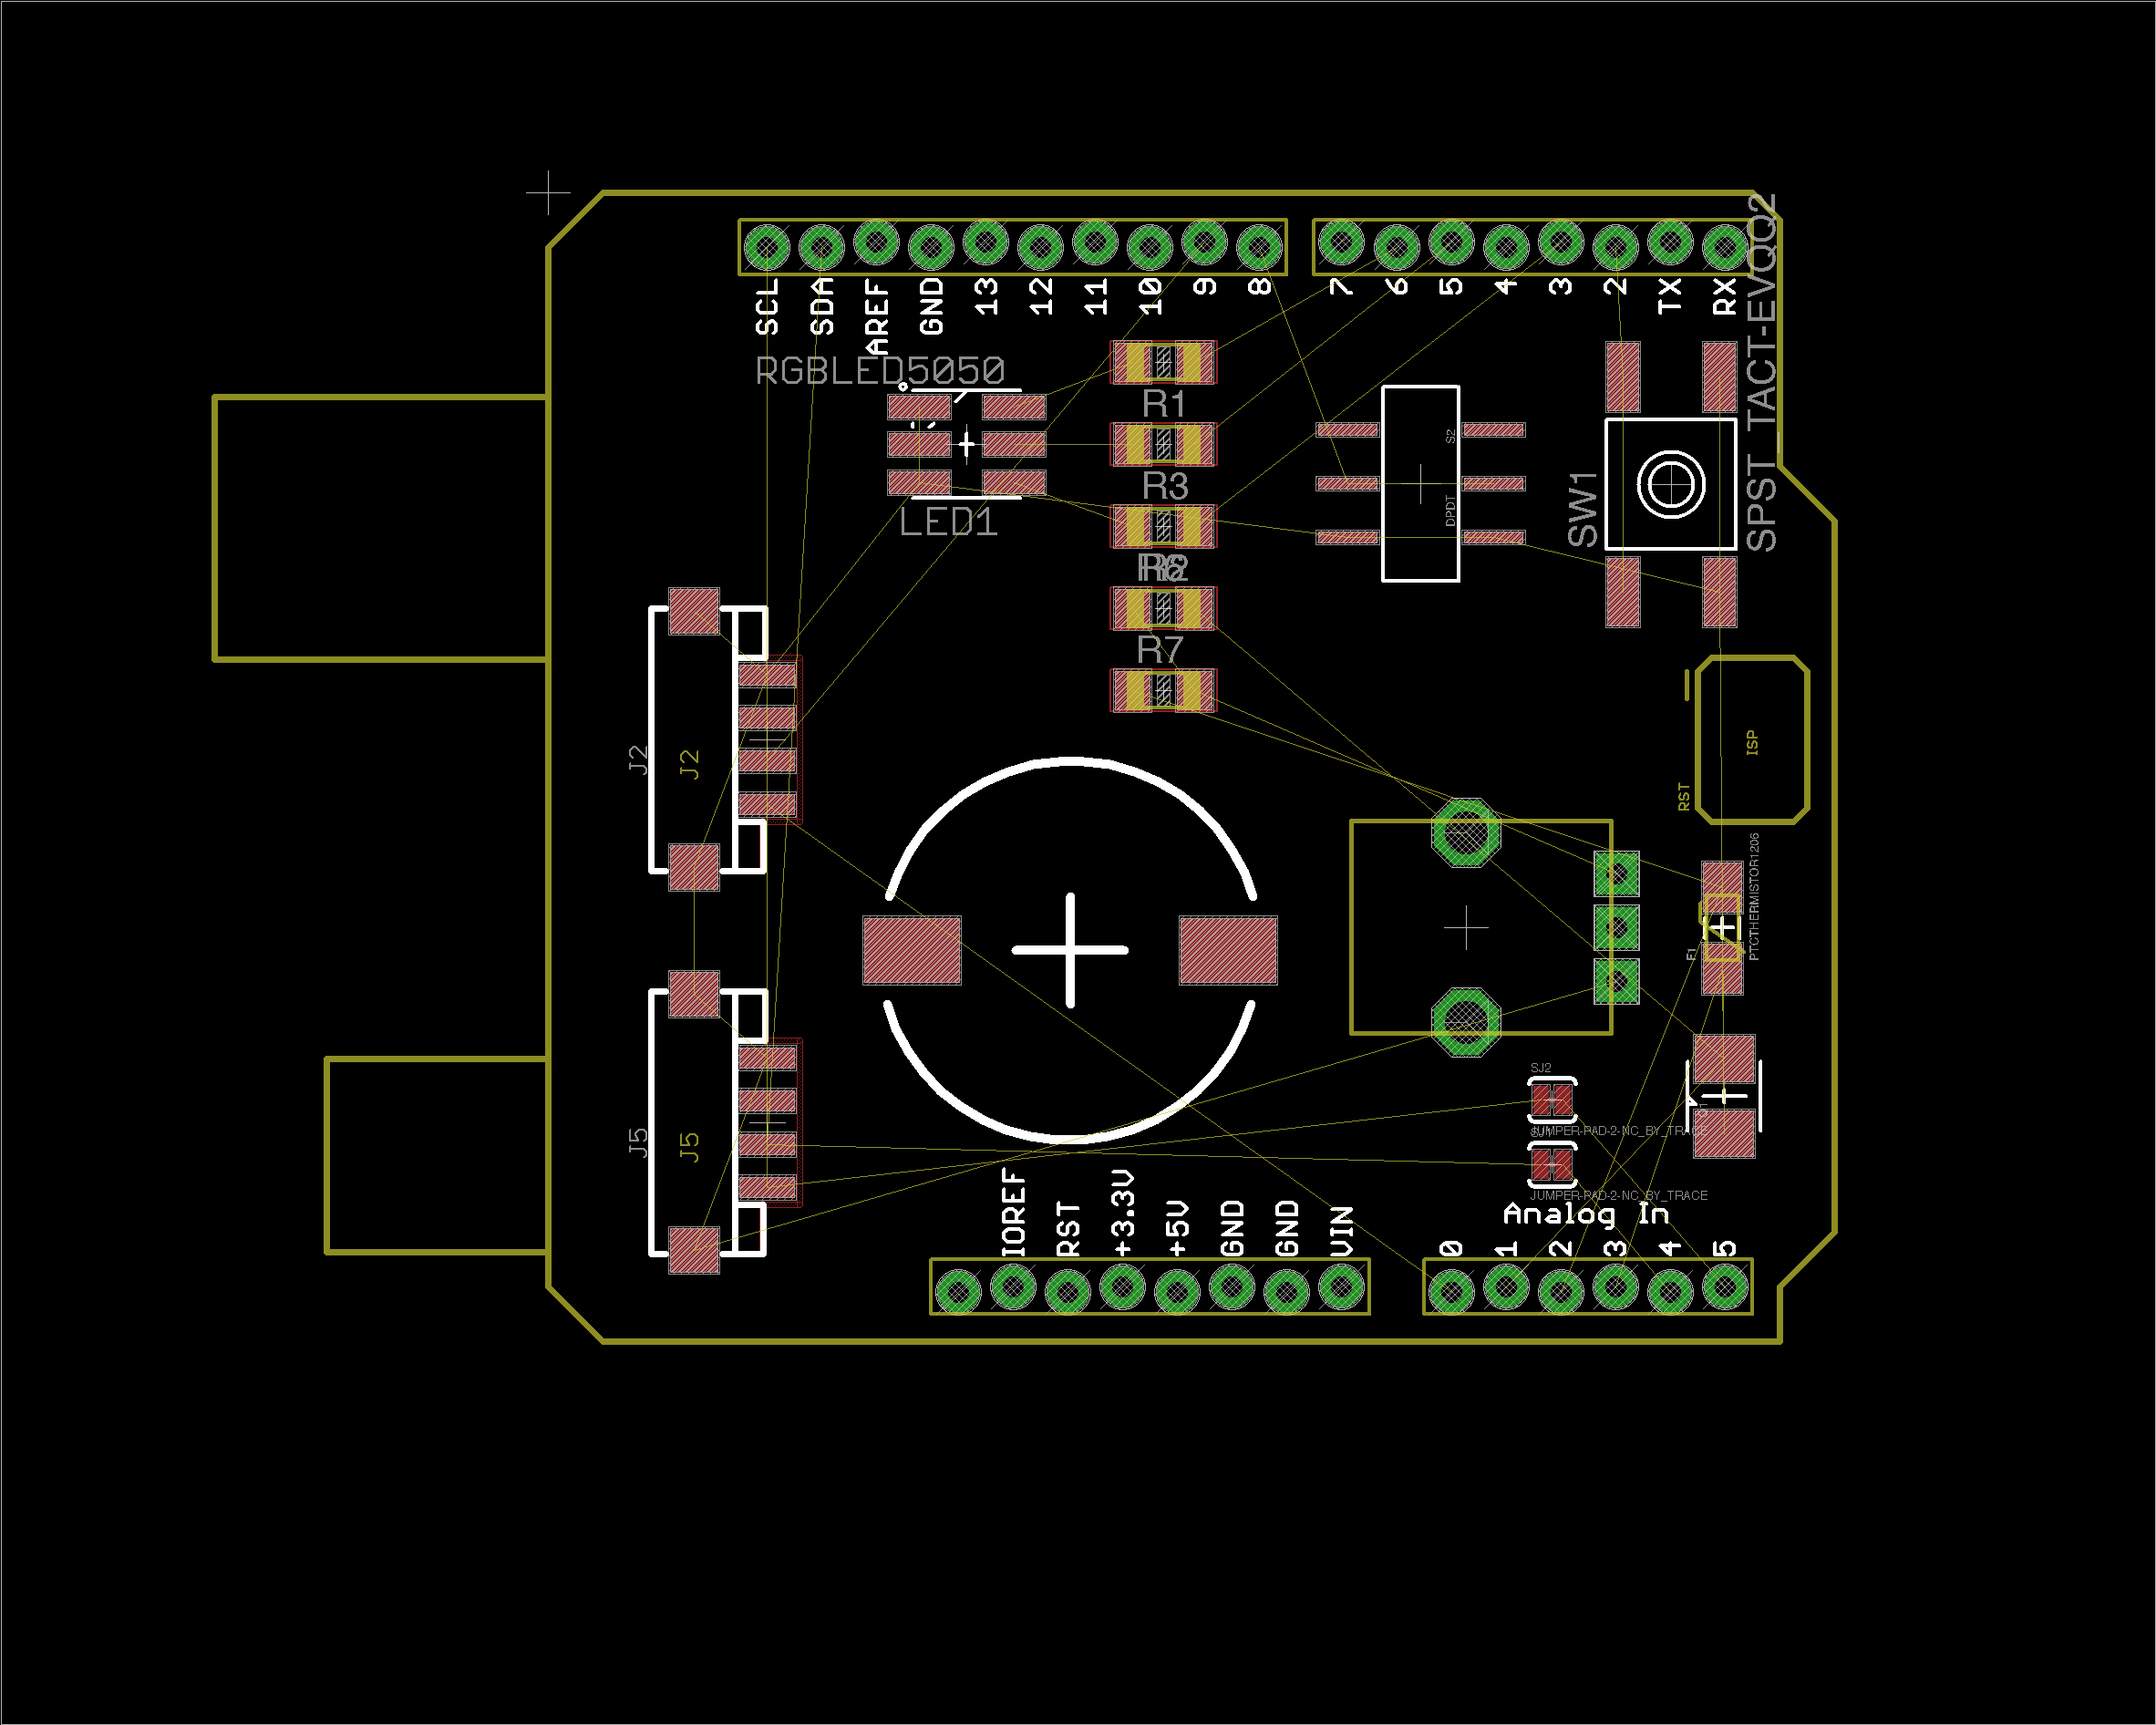 SCL
SDA
AREF
GND
13
12
11
10
9
8
7
6
5
4
3
2
TX
RX
SPST_TACT-EVQQ2
RGBLED5050
R1
S2
R3
DPDT
SW1
LED1
R7
J2
J2
ISP
RST
PTCTHERMISTOR1206
F1
SJ2
J5
J5
JUMPER-PAD-2-NC_BY_TRACE
JUMPER-PAD-2-NC_BY_TRACE
Analog In
IOREF
RST
+3.3V
+5V
GND
GND
VIN
0
1
2
3
4
5